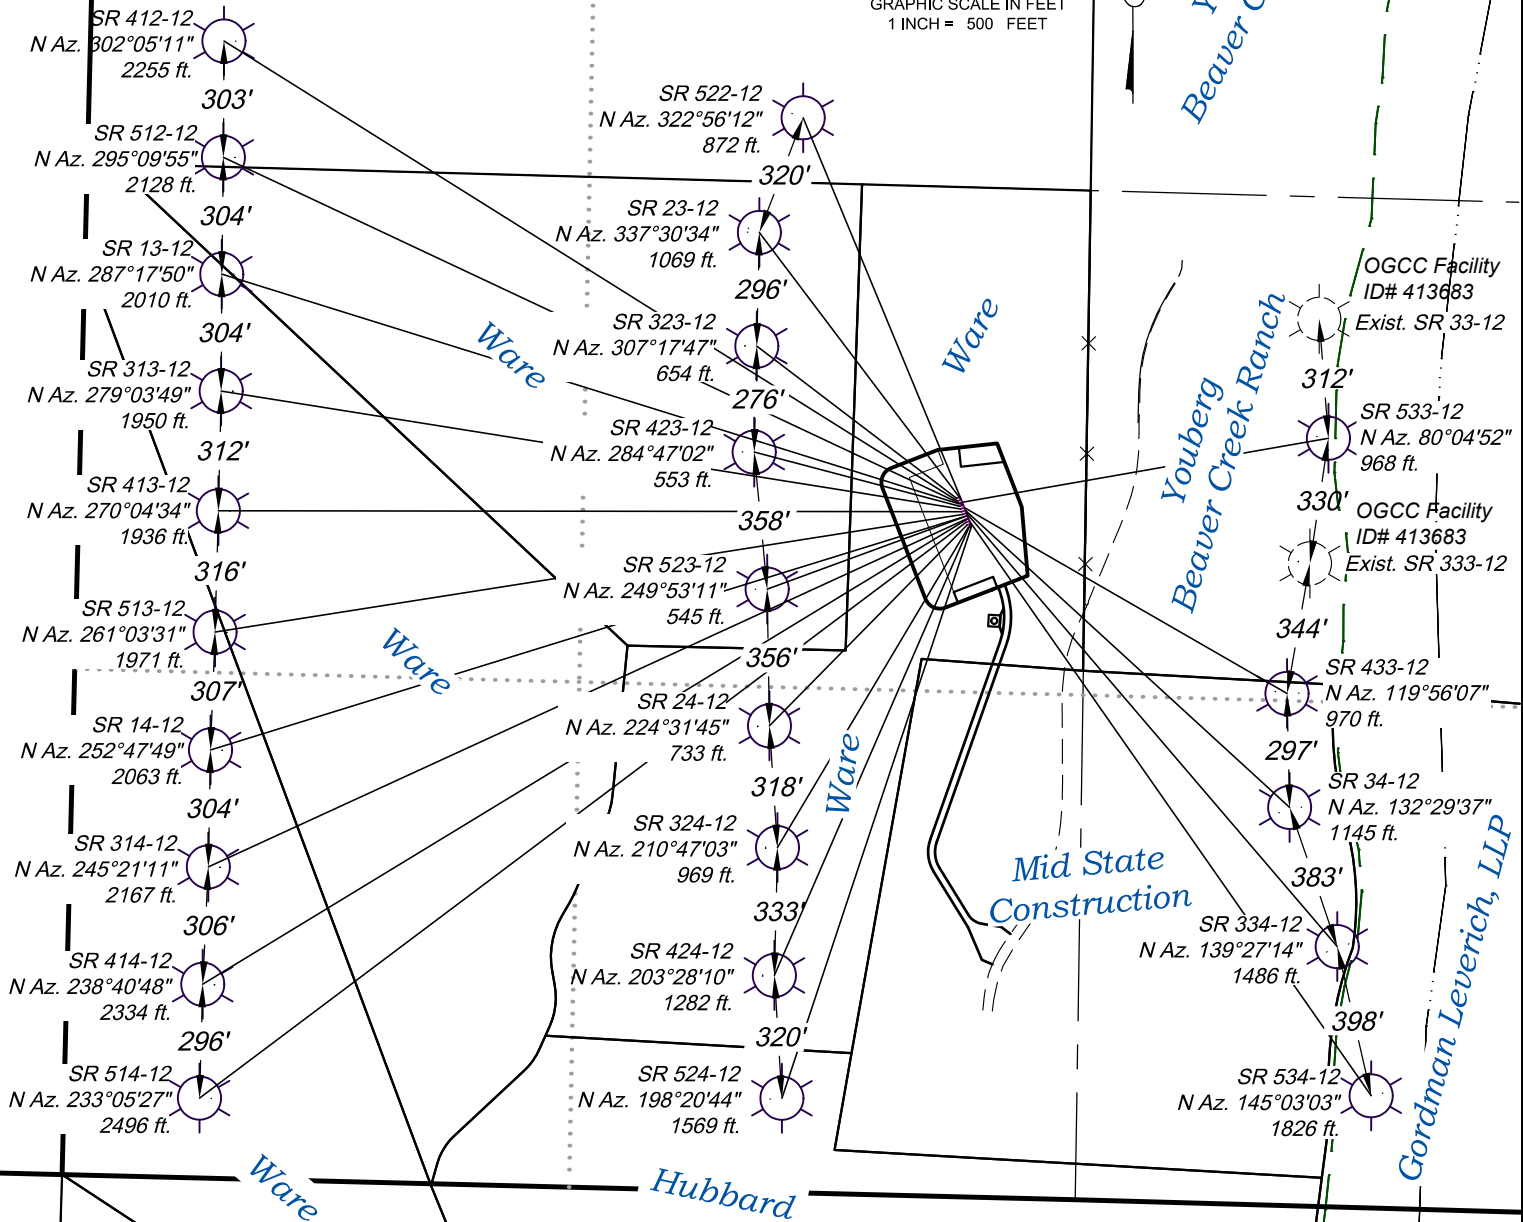 GRAPHIC SCALE IN FEET
1 INCH = 500 FEET
SR 412-12
N Az. 302°05'11"
2255 ft.
303'
SR 512-12
N Az. 295°09'55"
2128 ft.
304'
SR 13-12
N Az. 287°17'50"
2010 ft.
304'
SR 313-12
N Az. 279°03'49"
1950 ft.
312'
SR 413-12
N Az. 270°04'34"
1936 ft.
316'
SR 513-12
N Az. 261°03'31"
1971 ft.
307'
SR 14-12
N Az. 252°47'49"
2063 ft.
304'
SR 314-12
N Az. 245°21'11"
2167 ft.
306'
SR 414-12
N Az. 238°40'48"
2334 ft.
296'
SR 514-12
N Az. 233°05'27"
2496 ft.
SR 522-12
N Az. 322°56'12"
872 ft.
320'
SR 23-12
N Az. 337°30'34"
1069 ft.
296'
SR 323-12
N Az. 307°17'47"
654 ft.
276'
SR 423-12
N Az. 284°47'02"
553 ft.
358'
SR 523-12
N Az. 249°53'11"
545 ft.
356'
SR 24-12
N Az. 224°31'45"
733 ft.
318'
SR 324-12
N Az. 210°47'03"
969 ft.
333'
SR 424-12
N Az. 203°28'10"
1282 ft.
320'
SR 524-12
N Az. 198°20'44"
1569 ft.
Ware
Ware
Ware
Ware
Ware
Hubbard
Mid State
Construction
Beaver C
Youberg
Beaver Creek Ranch
Gordman Leverich, LLP
OGCC Facility
ID# 413683
Exist. SR 33-12
312'
SR 533-12
N Az. 80°04'52"
968 ft.
330'
OGCC Facility
ID# 413683
Exist. SR 333-12
344'
SR 433-12
N Az. 119°56'07"
970 ft.
297'
SR 34-12
N Az. 132°29'37"
1145 ft.
383'
SR 334-12
N Az. 139°27'14"
1486 ft.
398'
SR 534-12
N Az. 145°03'03"
1826 ft.